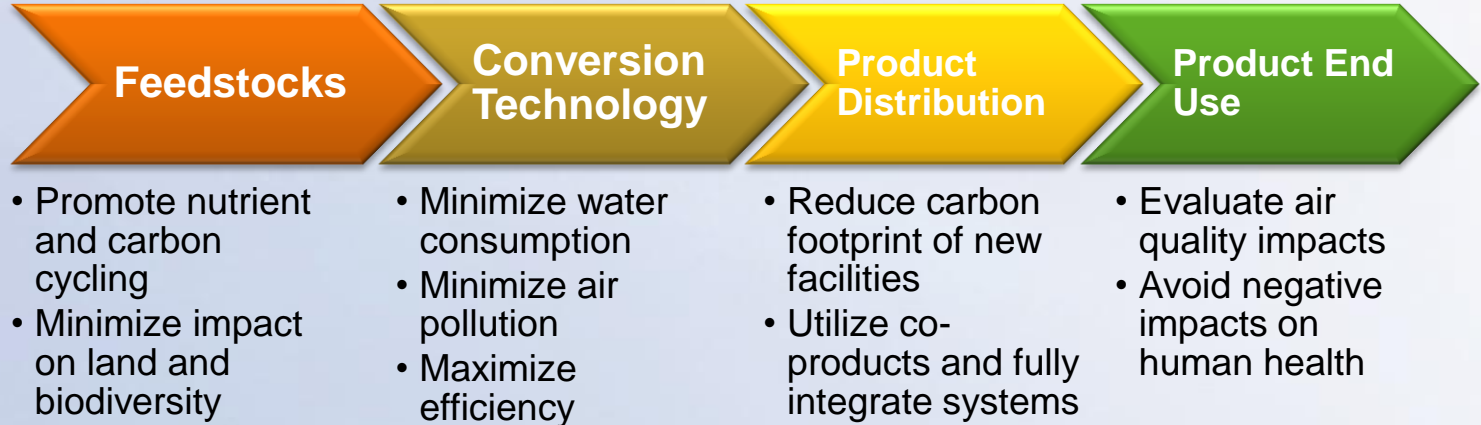 Feedstocks
Conversion
Technology
Product
Distribution
Product End
Use
• Promote nutrient
and carbon
cycling
• Minimize impact
on land and
biodiversity
• Minimize water
consumption
• Minimize air
pollution
• Maximize
efficiency
• Reduce carbon
footprint of new
facilities
• Utilize co-
products and fully
integrate systems
• Evaluate air
quality impacts
• Avoid negative
impacts on
human health